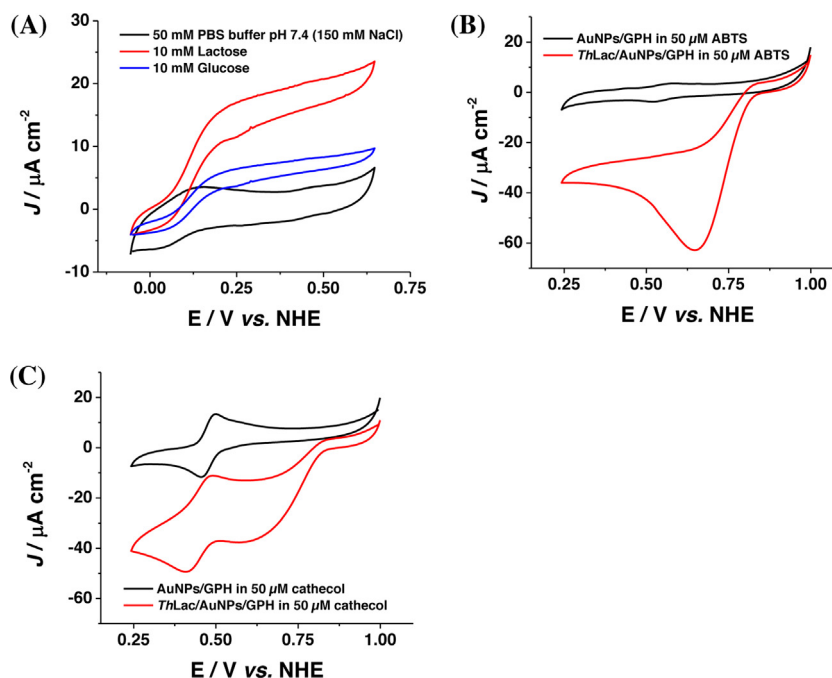 (A)
50 mM PBS buffer pH 7.4 (150 mM NaCl)
10 mM Lactose
10 mM Glucose
30
20
10
0
-10
J / µA cm-2
0.00
0.25
0.50
0.75
E / V vs. NHE
(B)
AuNPs/GPH in 50 µM ABTS
ThLac/AuNPs/GPH in 50 µM ABTS
20
0
-20
-40
-60
J / µA cm-2
0.25
0.50
0.75
1.00
E / V vs. NHE
(C)
20
0
-20
-40
-60
J / µA cm-2
AuNPs/GPH in 50 µM cathecol
ThLac/AuNPs/GPH in 50 µM cathecol
0.25
0.50
0.75
1.00
E / V vs. NHE